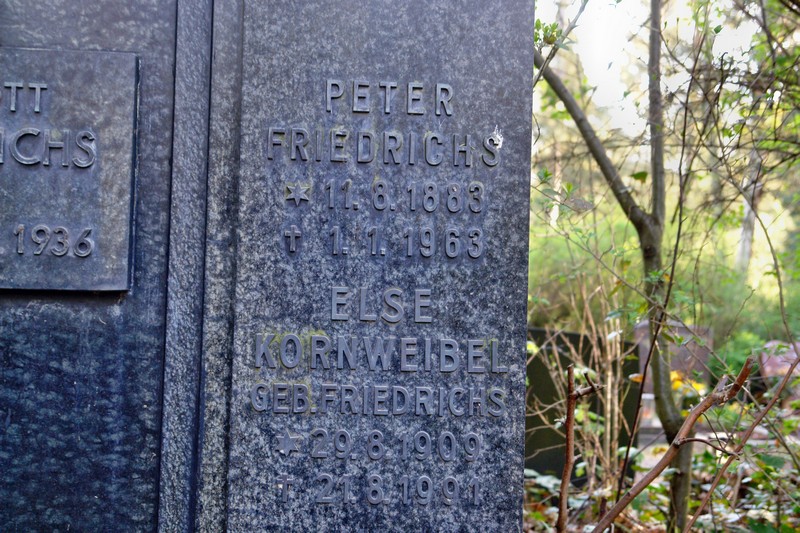 OTT
ICHS
.1936
PETER
FRIEDRICHS
★ 11. 8. 1883
† 1. 1. 1963
ELSE
KORNWEIBEL
GEB. FRIEDRICHS
★ 29. 8. 1909
† 21. 8. 1991